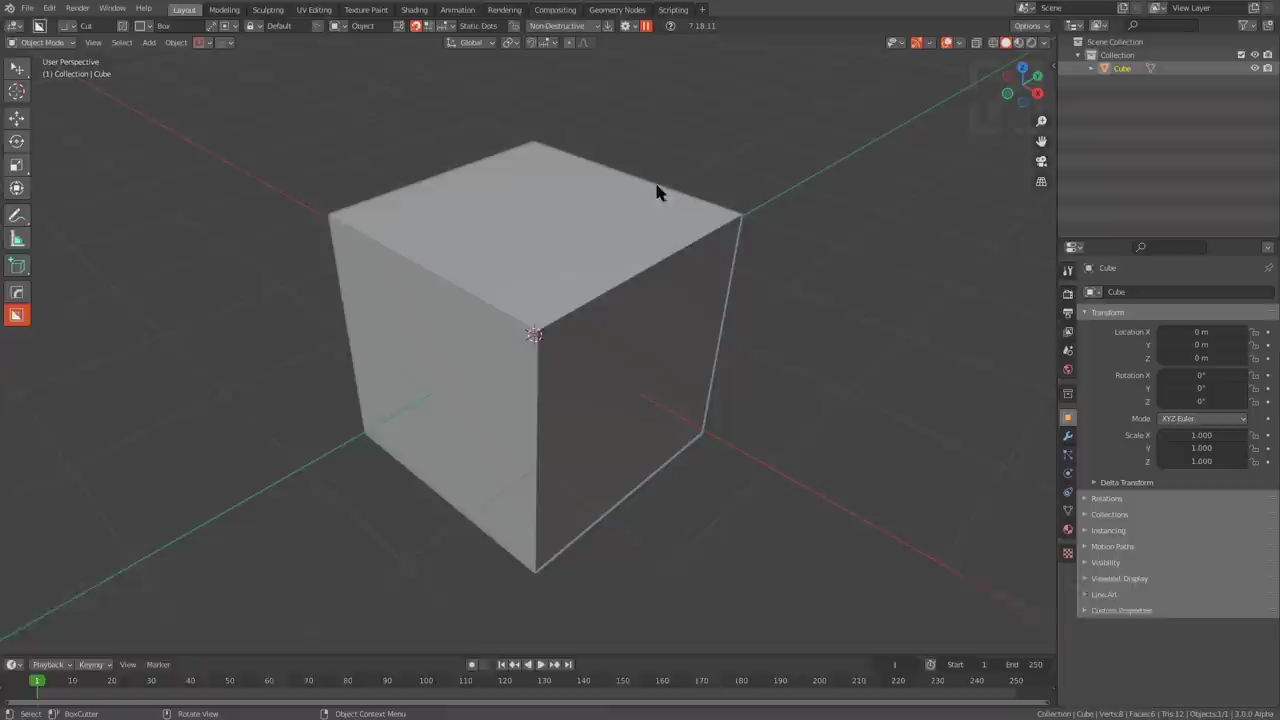 File Edit Render Window Help Layout Modeling Sculpting UV Editing Texture Paint Shading Animation Rendering Compositing Geometry Nodes Scripting Scene View Layer
Cut Box Default Object Static Dots Non-Destructive 7.18.11 Options
Object Mode View Select Add Object Global
User Perspective
(1) Collection | Cube
Z
Y
X
Scene Collection
Collection
Cube
Cube
Cube
Transform
Location X 0 m
Y 0 m
Z 0 m
Rotation X 0°
Y 0°
Z 0°
Mode XYZ Euler
Scale X 1.000
Y 1.000
Z 1.000
Delta Transform
Relations
Collections
Instancing
Motion Paths
Visibility
Viewport Display
Line Art
Custom Properties
Playback Keying View Marker 1 Start 1 End 250
1 10 20 30 40 50 60 70 80 90 100 110 120 130 140 150 160 170 180 190 200 210 220 230 240 250
Select BoxCutter Rotate View Object Context Menu Collection | Cube | Verts:8 | Faces:6 | Tris:12 | Objects:1/1 | 3.0.0 Alpha